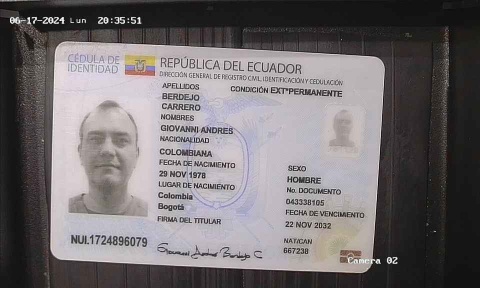 06-17-2024 Lun 20:35:51
CÉDULA DE
IDENTIDAD
REPÚBLICA DEL ECUADOR
DIRECCIÓN GENERAL DE REGISTRO CIVIL, IDENTIFICACIÓN Y CEDULACIÓN
APELLIDOS
CONDICIÓN EXT*PERMANENTE
BERDEJO
CARRERO
NOMBRES
GIOVANNI ANDRES
NACIONALIDAD
COLOMBIANA
FECHA DE NACIMIENTO
29 NOV 1978
LUGAR DE NACIMIENTO
Colombia
Bogotá
FIRMA DEL TITULAR
SEXO
HOMBRE
No. DOCUMENTO
043338105
FECHA DE VENCIMIENTO
22 NOV 2032
NAT/CAN
667238
NUI.1724896079
Giovanni Andres Berdejo C
Camera 02